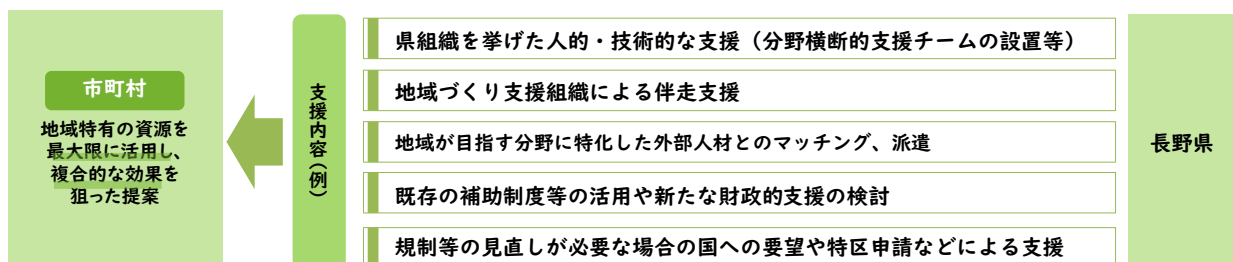 市町村
地域特有の資源を
最大限に活用し、
複合的な効果を
狙った提案
支援内容（例）
県組織を挙げた人的・技術的な支援（分野横断的支援チームの設置等）
地域づくり支援組織による伴走支援
地域が目指す分野に特化した外部人材とのマッチング、派遣
既存の補助制度等の活用や新たな財政的支援の検討
規制等の見直しが必要な場合の国への要望や特区申請などによる支援
長野県